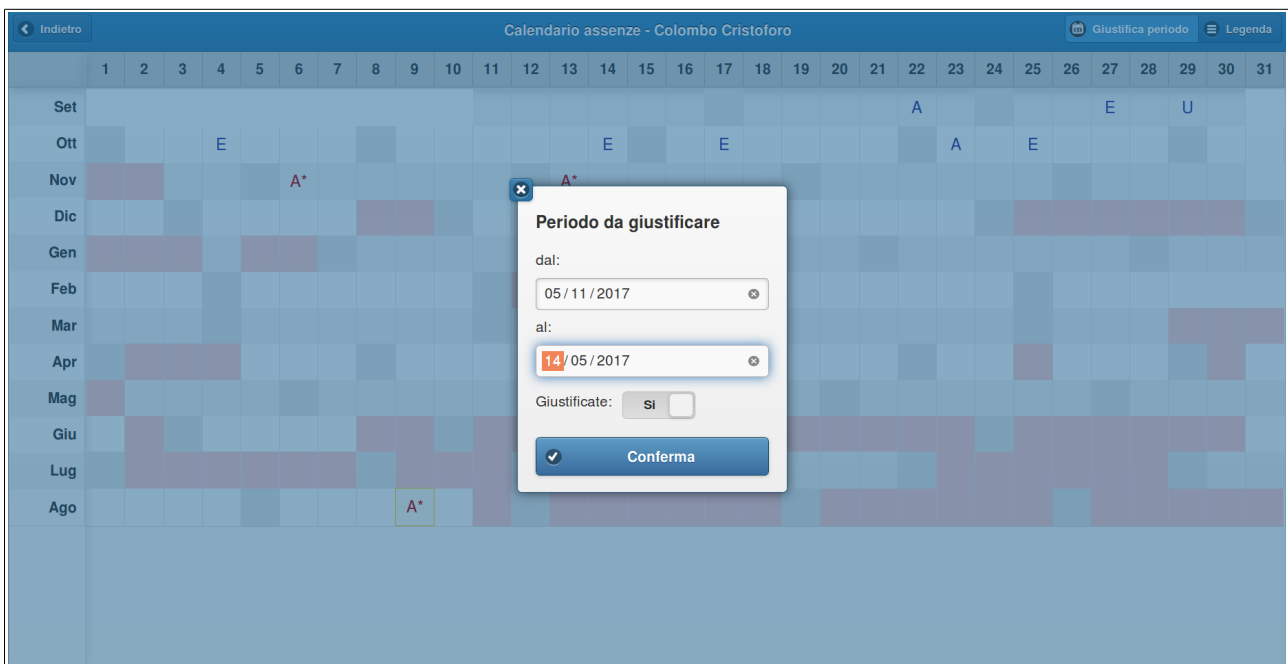 Indietro Calendario assenze - Colombo Cristoforo Giustifica periodo Legenda
1 2 3 4 5 6 7 8 9 10 11 12 13 14 15 16 17 18 19 20 21 22 23 24 25 26 27 28 29 30 31
Set A E U
Ott E E E A E
Nov A* A*
Dic
Gen
Feb
Mar
Apr
Mag
Giu
Lug
Ago A*
Periodo da giustificare
dal:
05/11/2017
al:
14/05/2017
Giustificate: Si
Conferma